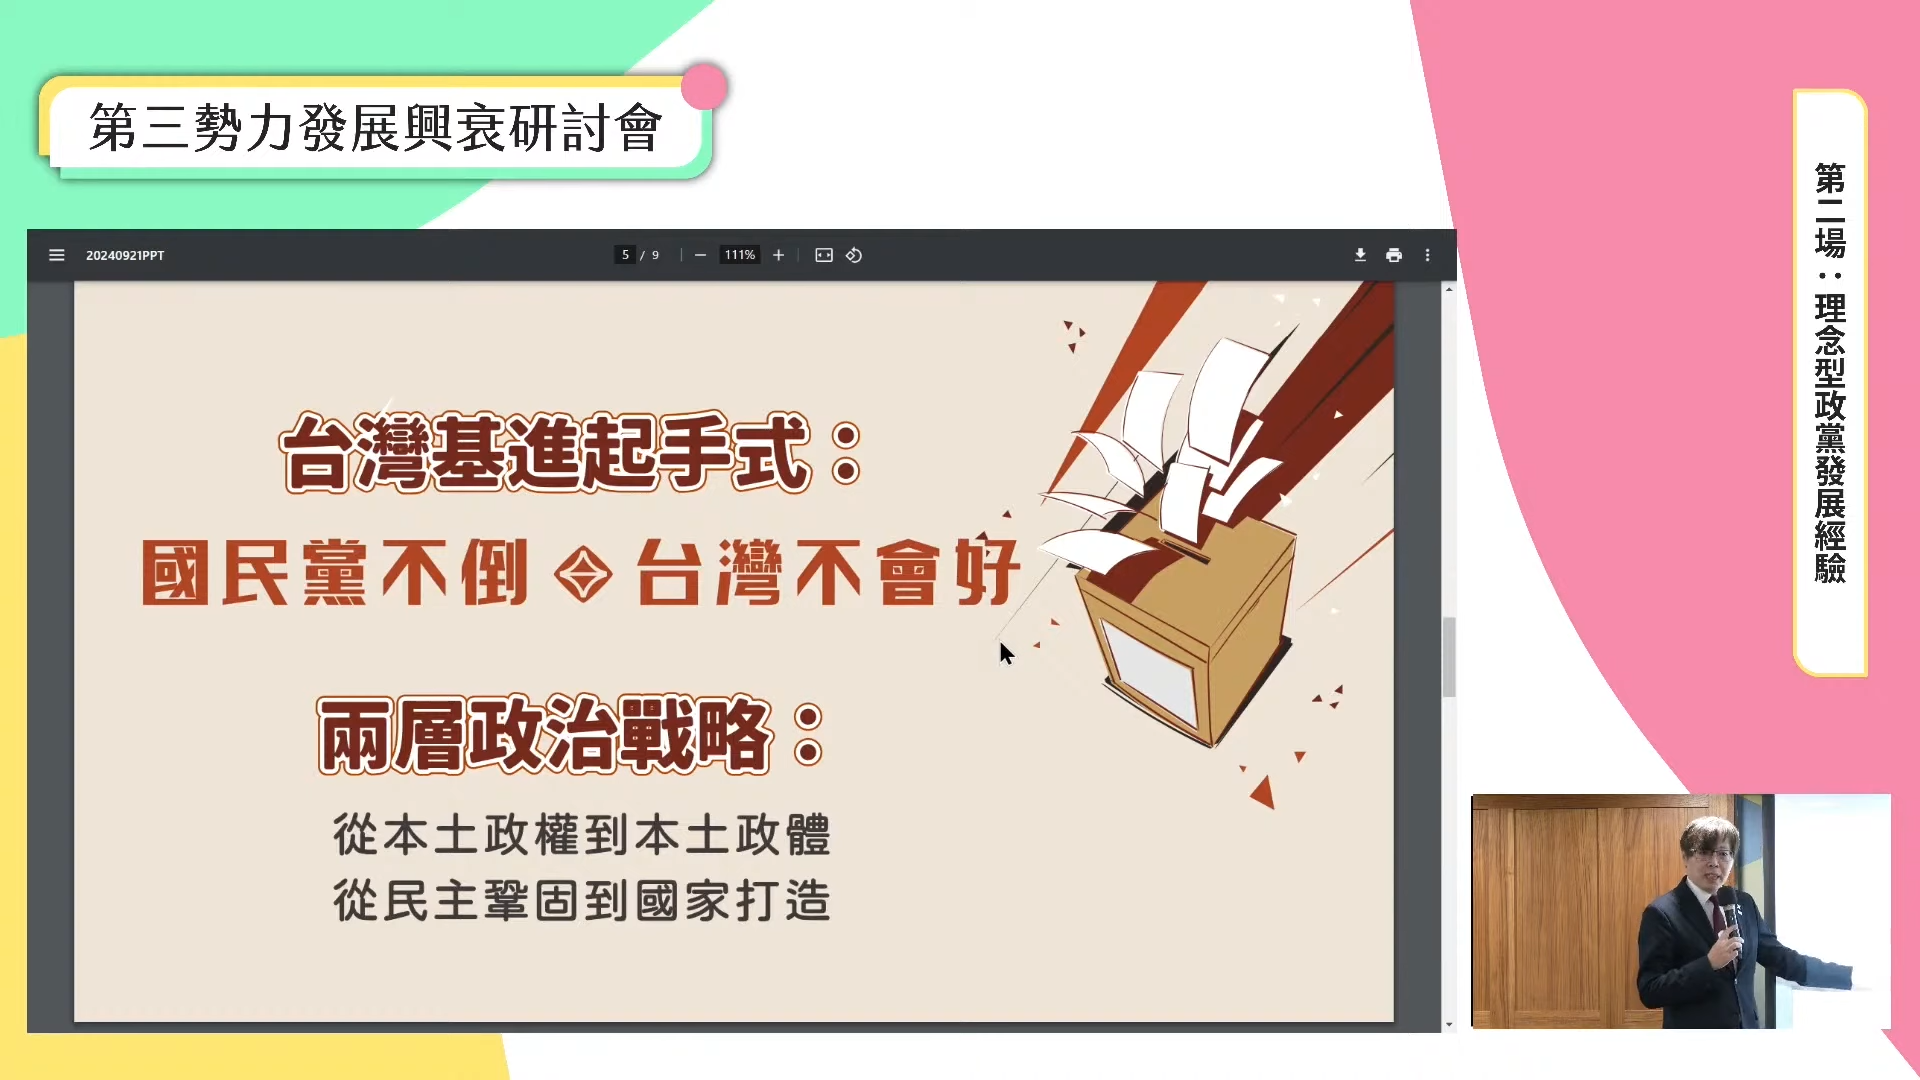 第三勢力發展興衰研討會
第二場：理念型政黨發展經驗
20240921PPT
5 / 9
111%
台灣基進起手式：
國民黨不倒 台灣不會好
兩層政治戰略：
從本土政權到本土政體
從民主鞏固到國家打造